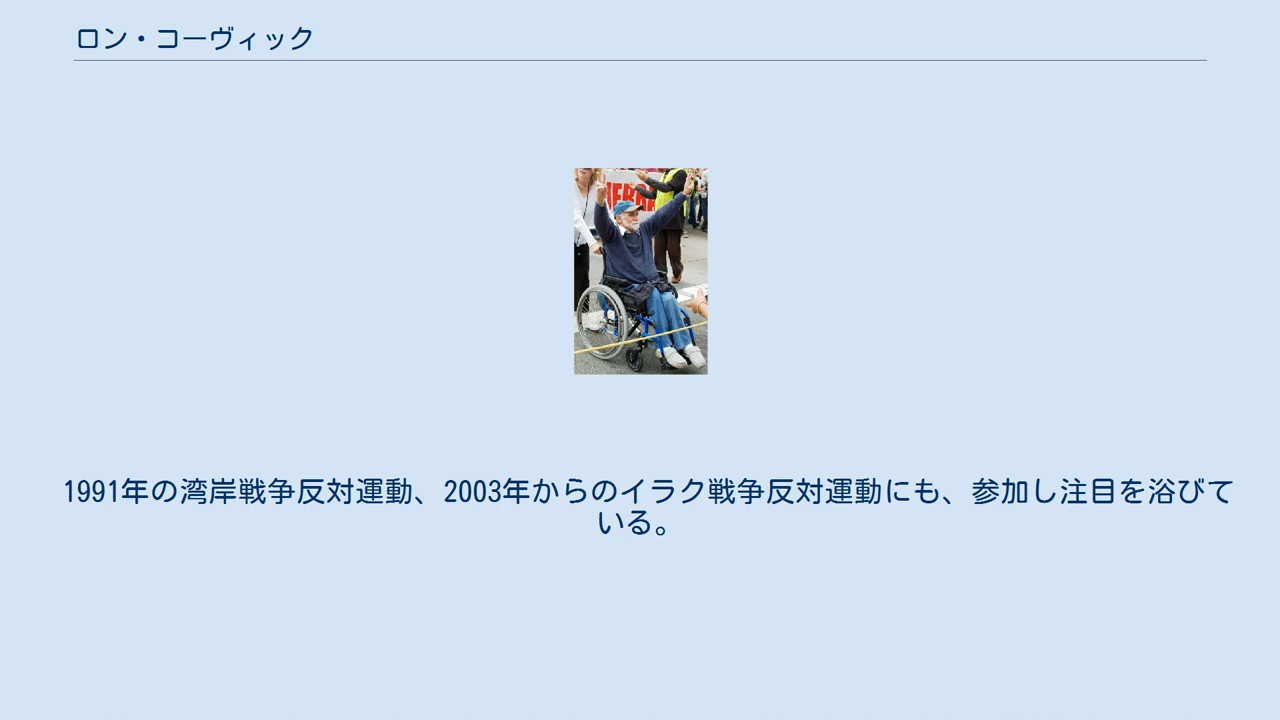 ロン・コーヴィック
1991年の湾岸戦争反対運動、2003年からのイラク戦争反対運動にも、参加し注目を浴びて
いる。